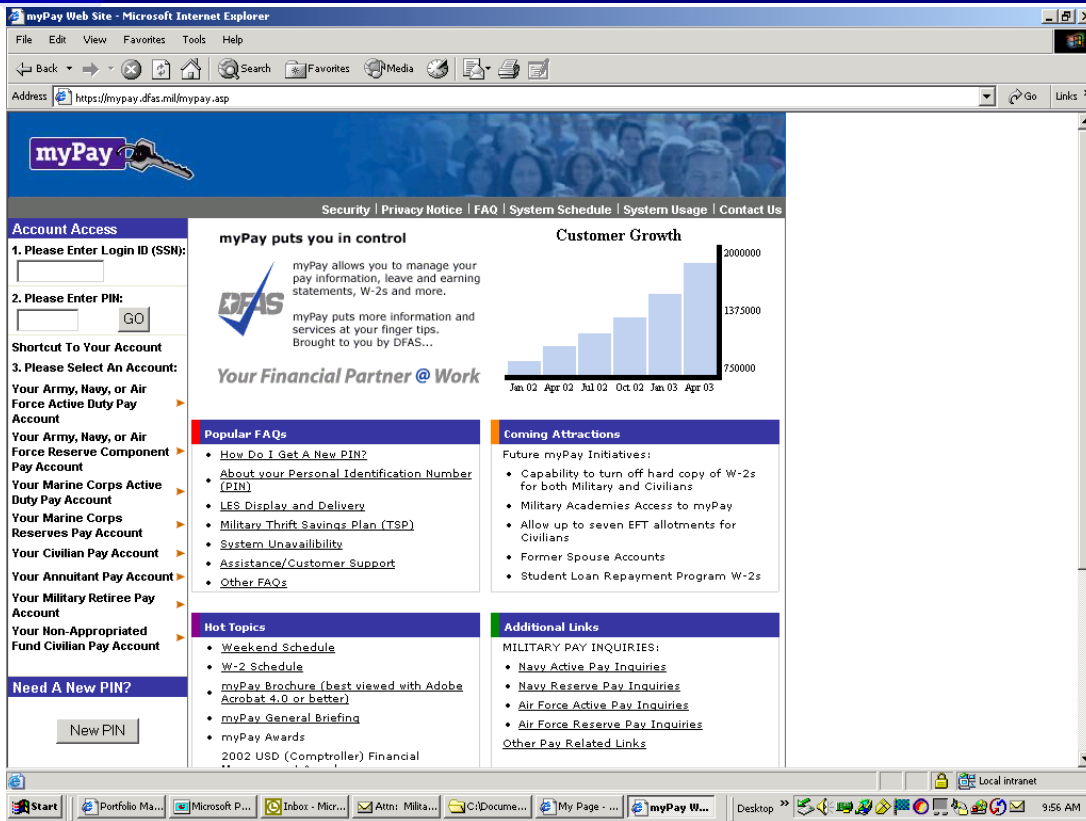 myPay Web Site - Microsoft Internet Explorer
File Edit View Favorites Tools Help
Back Search Favorites Media
Address https://mypay.dfas.mil/mypay.asp Go Links
myPay
Security | Privacy Notice | FAQ | System Schedule | System Usage | Contact Us
Account Access
1. Please Enter Login ID (SSN):
2. Please Enter PIN:
GO
Shortcut To Your Account
3. Please Select An Account:
Your Army, Navy, or Air
Force Active Duty Pay
Account
Your Army, Navy, or Air
Force Reserve Component
Pay Account
Your Marine Corps Active
Duty Pay Account
Your Marine Corps
Reserves Pay Account
Your Civilian Pay Account
Your Annuitant Pay Account
Your Military Retiree Pay
Account
Your Non-Appropriated
Fund Civilian Pay Account
Need A New PIN?
New PIN
myPay puts you in control
DFAS
myPay allows you to manage your
pay information, leave and earning
statements, W-2s and more.
myPay puts more information and
services at your finger tips.
Brought to you by DFAS...
Your Financial Partner @ Work
Customer Growth
2000000
1375000
750000
Jan 02 Apr 02 Jul 02 Oct 02 Jan 03 Apr 03
Popular FAQs
• How Do I Get A New PIN?
• About your Personal Identification Number
(PIN)
• LES Display and Delivery
• Military Thrift Savings Plan (TSP)
• System Unavailibility
• Assistance/Customer Support
• Other FAQs
Coming Attractions
Future myPay Initiatives:
• Capability to turn off hard copy of W-2s
for both Military and Civilians
• Military Academies Access to myPay
• Allow up to seven EFT allotments for
Civilians
• Former Spouse Accounts
• Student Loan Repayment Program W-2s
Hot Topics
• Weekend Schedule
• W-2 Schedule
• myPay Brochure (best viewed with Adobe
Acrobat 4.0 or better)
• myPay General Briefing
• myPay Awards
2002 USD (Comptroller) Financial
Additional Links
MILITARY PAY INQUIRIES:
• Navy Active Pay Inquiries
• Navy Reserve Pay Inquiries
• Air Force Active Pay Inquiries
• Air Force Reserve Pay Inquiries
Other Pay Related Links
Local intranet
Start Portfolio Ma... Microsoft P... Inbox - Micr... Attn: Milita... C:\Docume... My Page - ... myPay W... Desktop » 9:56 AM